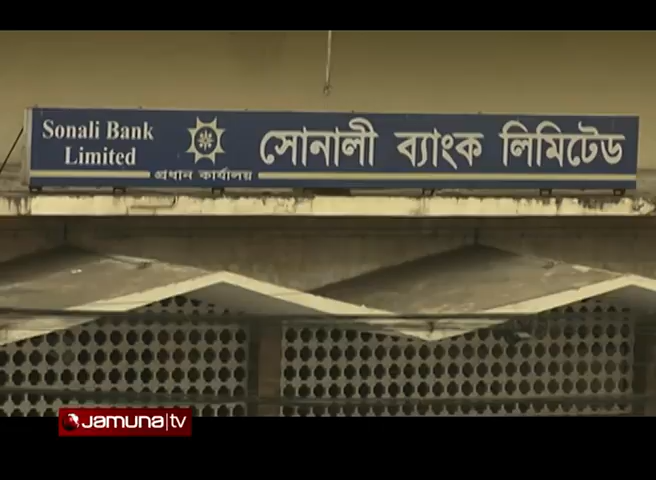 Sonali Bank
Limited
সোনালী ব্যাংক লিমিটেড
প্রধান কার্যালয়
JAMUNA|tv